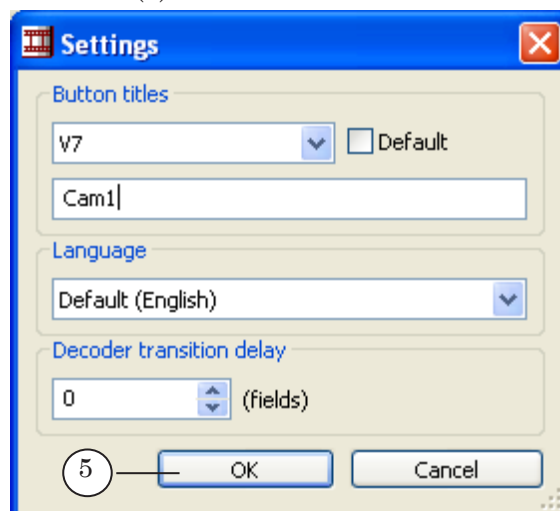 Settings
Button titles
V7
Default
Cam1
Language
Default (English)
Decoder transition delay
0 (fields)
5
OK
Cancel